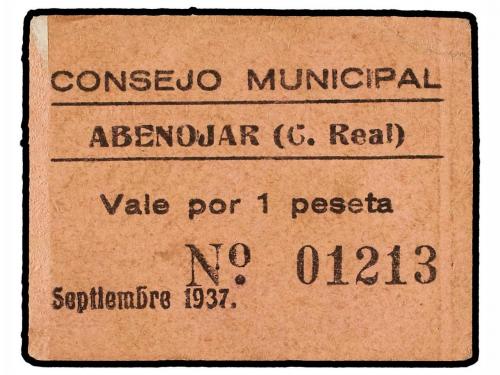 CONSEJO MUNICIPAL
ABENOJAR (C. Real)
Vale por 1 peseta
Nº 01213
Septiembre 1937.